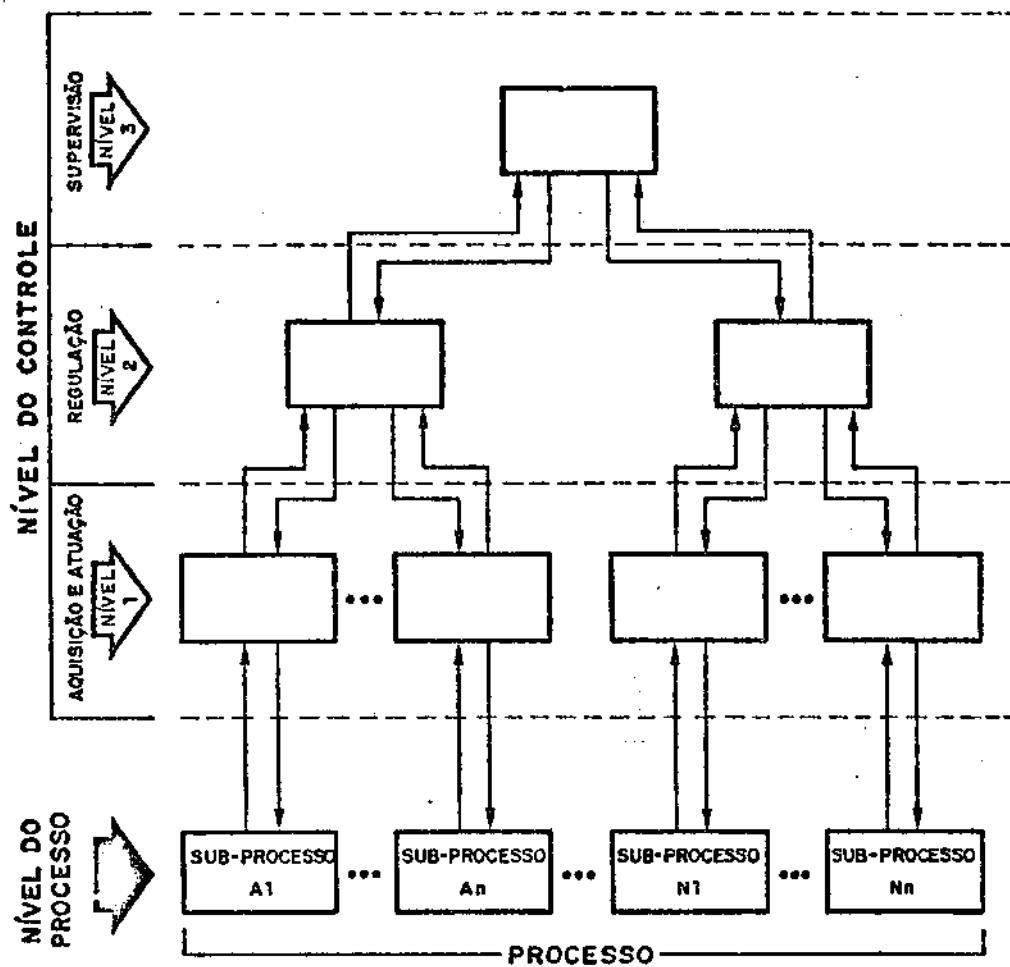 NÍVEL DO CONTROLE
SUPERVISÃO
NÍVEL
3
REGULAÇÃO
NÍVEL
2
AQUISIÇÃO E ATUAÇÃO
NÍVEL
1
NÍVEL DO
PROCESSO
SUB-PROCESSO
A1
•••
SUB-PROCESSO
An
•••
SUB-PROCESSO
N1
•••
SUB-PROCESSO
Nn
PROCESSO